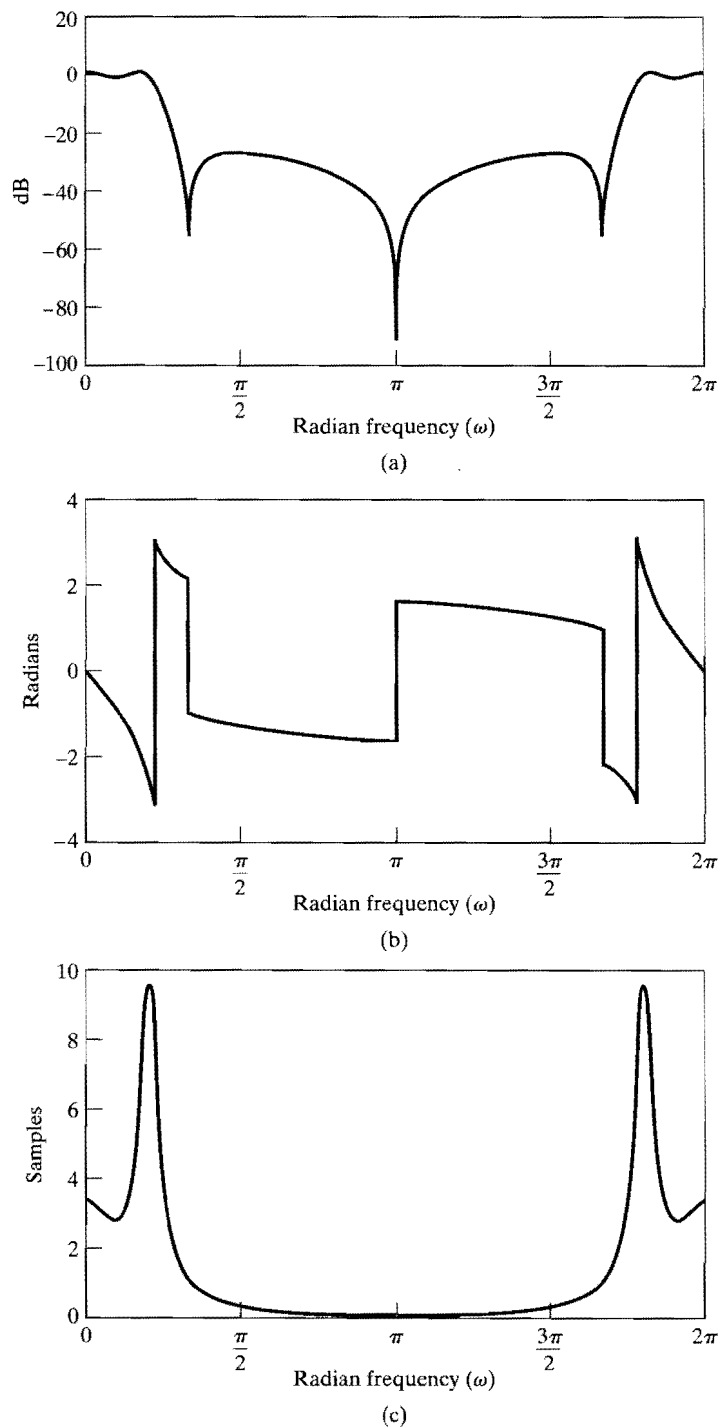 20
0
−20
dB
−40
−60
−80
−100
0
π/2
π
3π/2
2π
Radian frequency (ω)
(a)
4
2
Radians
0
−2
−4
0
π/2
π
3π/2
2π
Radian frequency (ω)
(b)
10
8
6
Samples
4
2
0
0
π/2
π
3π/2
2π
Radian frequency (ω)
(c)